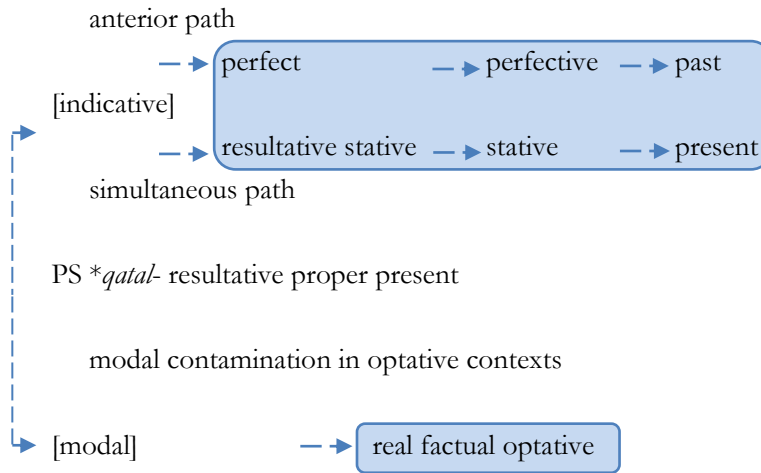 anterior path
perfect perfective past
[indicative]
resultative stative stative present
simultaneous path
PS *qatal- resultative proper present
modal contamination in optative contexts
[modal] real factual optative